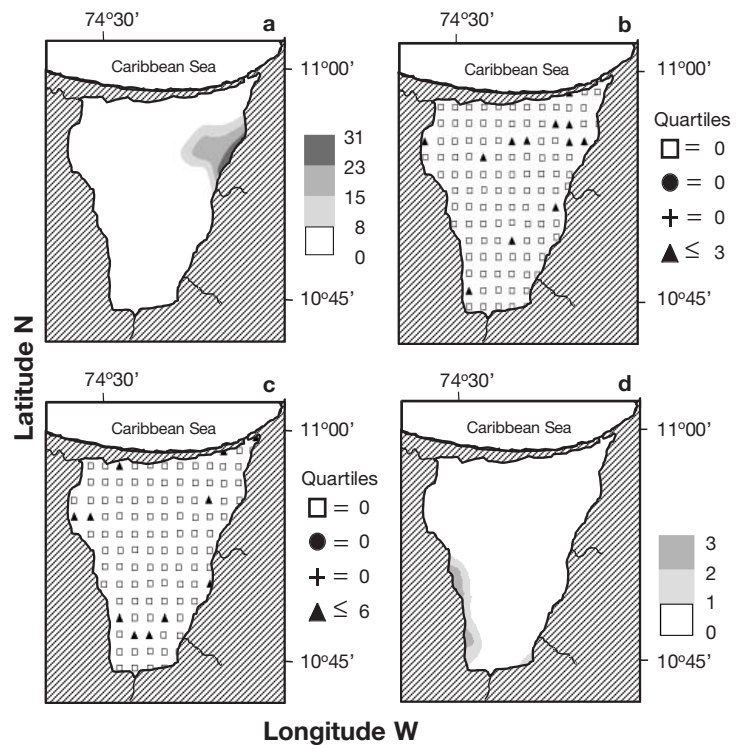 74º30'
a
Caribbean Sea
11º00'
31
23
15
8
0
10º45'
74º30'
b
Caribbean Sea
11º00'
Quartiles
= 0
= 0
= 0
≤ 3
10º45'
74º30'
c
Caribbean Sea
11º00'
Quartiles
= 0
= 0
= 0
≤ 6
10º45'
74º30'
d
Caribbean Sea
11º00'
3
2
1
0
10º45'
Latitude N
Longitude W